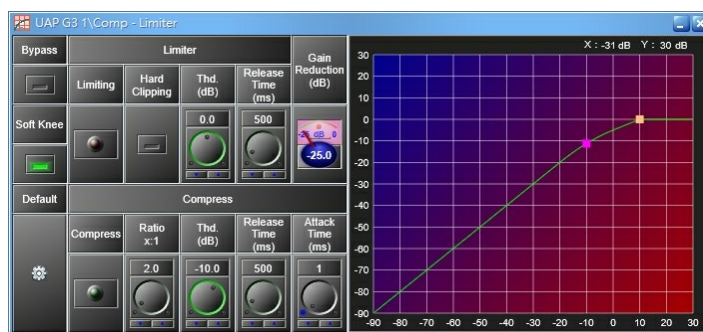 UAP G3 1\Comp - Limiter
Bypass
Limiter
Gain
Reduction
(dB)
Limiting
Hard
Clipping
Thd.
(dB)
Release
Time
(ms)
Soft Knee
0.0
500
-25 dB 0
-25.0
Default
Compress
Compress
Ratio
x:1
Thd.
(dB)
Release
Time
(ms)
Attack
Time
(ms)
2.0
-10.0
500
1
X : -31 dB Y : 30 dB
30
20
10
0
-10
-20
-30
-40
-50
-60
-70
-80
-90
-90 -80 -70 -60 -50 -40 -30 -20 -10 0 10 20 30